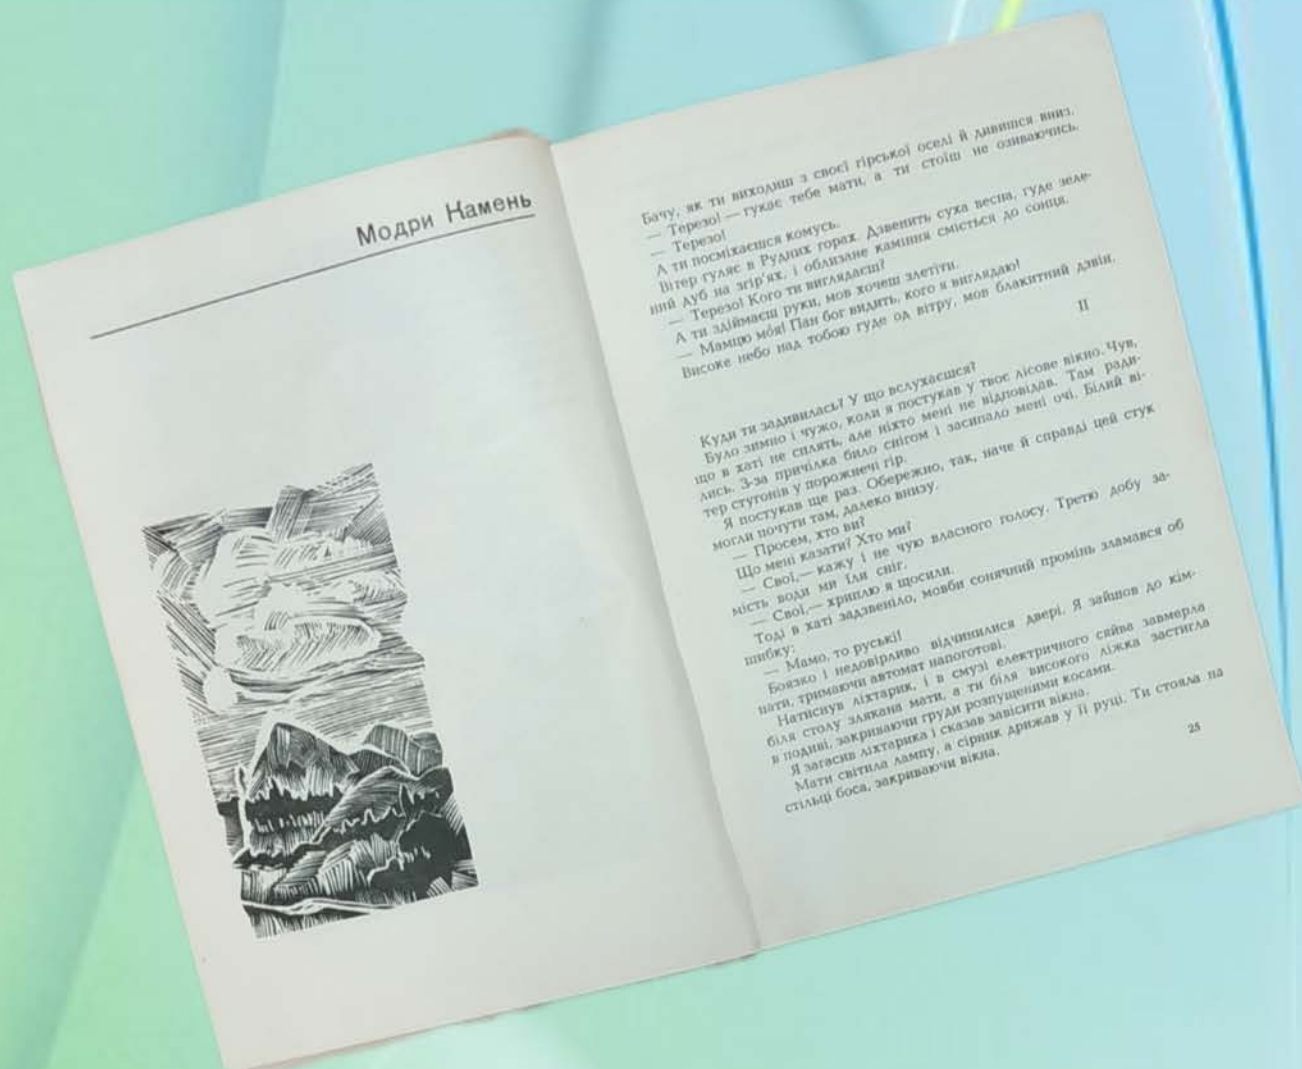 Модри Камень
Бачу, як ти виходиш з своєї гірської оселі й дивишся вниз.
— Терезо! — гукає тебе мати, а ти стоїш не озиваючись.
— Терезо!
А ти посміхаєшся комусь.
Вітер гуляє в Рудних горах. Дзвенить суха весна, гуде зеле-
ний дуб на згір'ях, і облизане каміння сміється до сонця.
— Терезо! Кого ти виглядаєш?
А ти здіймаєш руки, мов хочеш злетіти.
— Мамцю моя! Пан бог видить, кого я виглядаю!
Високе небо над тобою гуде од вітру, мов блакитний дзвін.
II
Куди ти задивилась? У що вслухаєшся?
Було зимно і чужо, коли я постукав у твоє лісове вікно. Чув,
що в хаті не сплять, але ніхто мені не відповідав. Там ради-
лись. З-за причілка било снігом і засипало мені очі. Білий ві-
тер стугонів у порожнечі гір.
Я постукав ще раз. Обережно, так, наче й справді цей стук
могли почути там, далеко внизу.
— Просем, хто ви?
Що мені казати? Хто ми?
— Свої,— кажу і не чую власного голосу. Третю добу за-
мість води ми їли сніг.
— Свої,— хриплю я щосили.
Тоді в хаті задзвеніло, мовби сонячний промінь зламався об
шибку:
— Мамо, то руські!
Боязко і недовірливо відчинилися двері. Я зайшов до кім-
нати, тримаючи автомат напоготові.
Натиснув ліхтарик, і в смузі електричного сяйва завмерла
біля столу злякана мати, а ти біля високого ліжка застигла
в подиві, закриваючи груди розпущеними косами.
Я загасив ліхтарика і сказав завісити вікна.
Мати світила лампу, а сірник дрижав у її руці. Ти стояла на
стільці боса, закриваючи вікна.
25